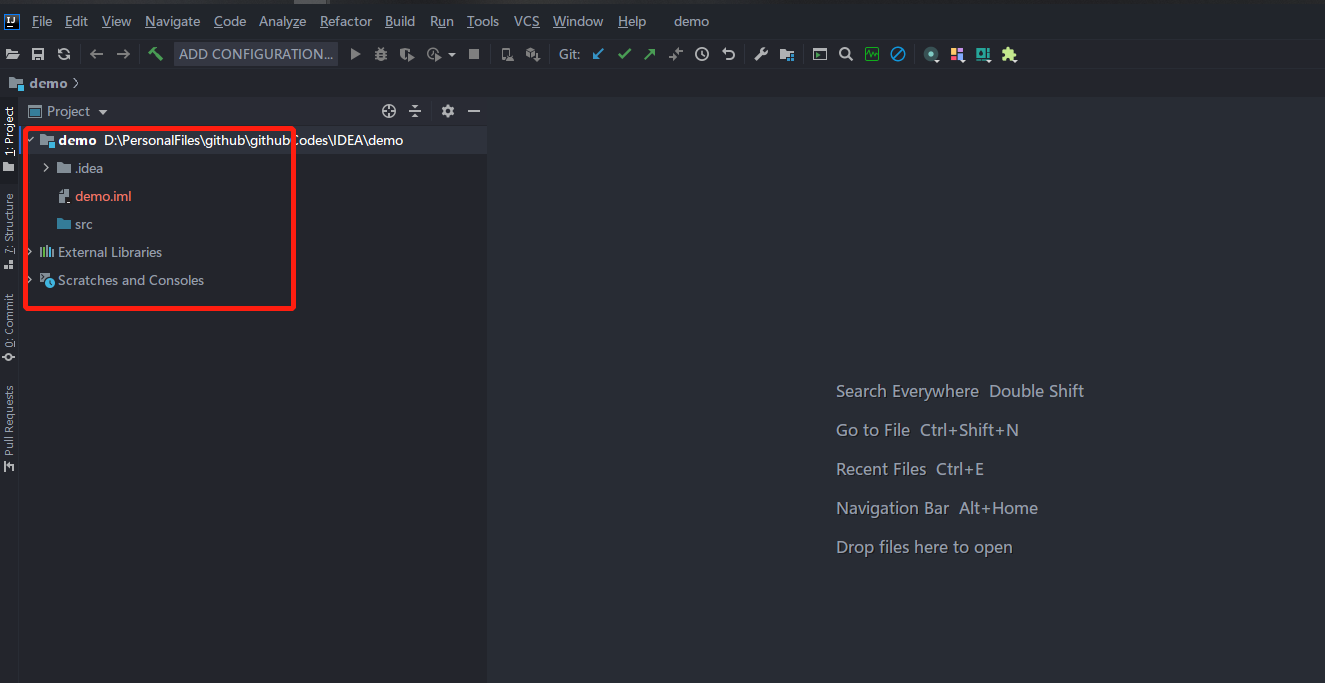 IJ File Edit View Navigate Code Analyze Refactor Build Run Tools VCS Window Help demo
ADD CONFIGURATION... Git:
demo
Project
1: Project
demo D:\PersonalFiles\github\githubCodes\IDEA\demo
.idea
demo.iml
src
External Libraries
Scratches and Consoles
7: Structure
0: Commit
Pull Requests
Search Everywhere Double Shift
Go to File Ctrl+Shift+N
Recent Files Ctrl+E
Navigation Bar Alt+Home
Drop files here to open